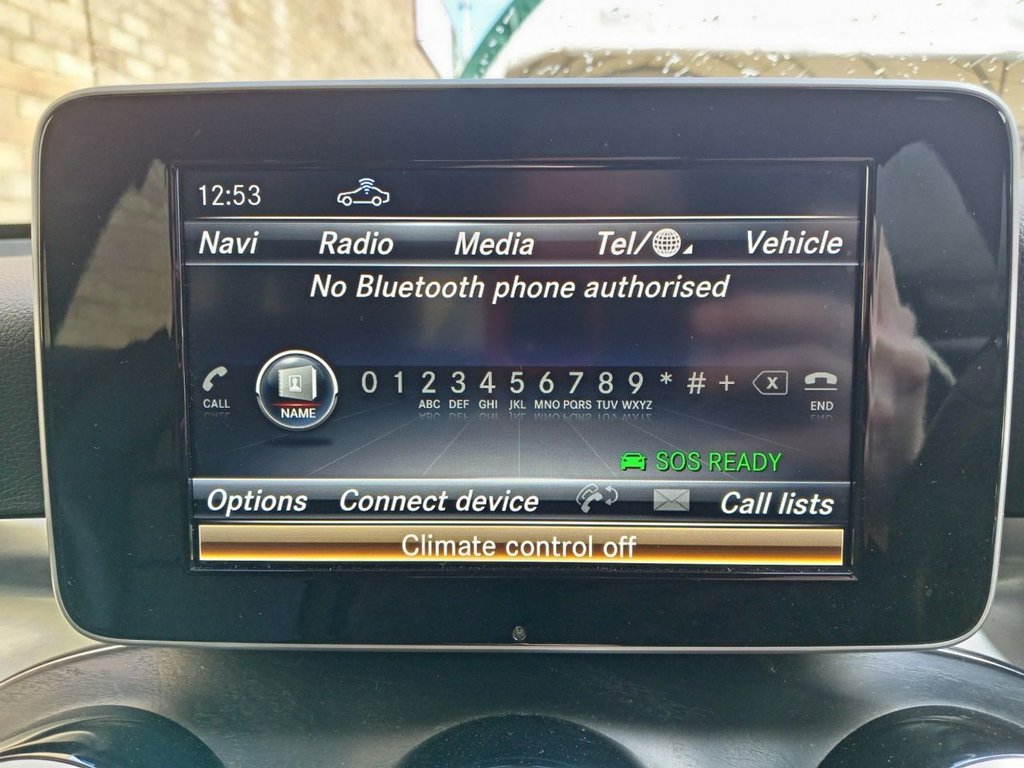 12:53
Navi Radio Media Tel/ Vehicle
No Bluetooth phone authorised
CALL NAME 0 1 2 3 4 5 6 7 8 9 * # + X END
ABC DEF GHI JKL MNO PQRS TUV WXYZ
SOS READY
Options Connect device Call lists
Climate control off